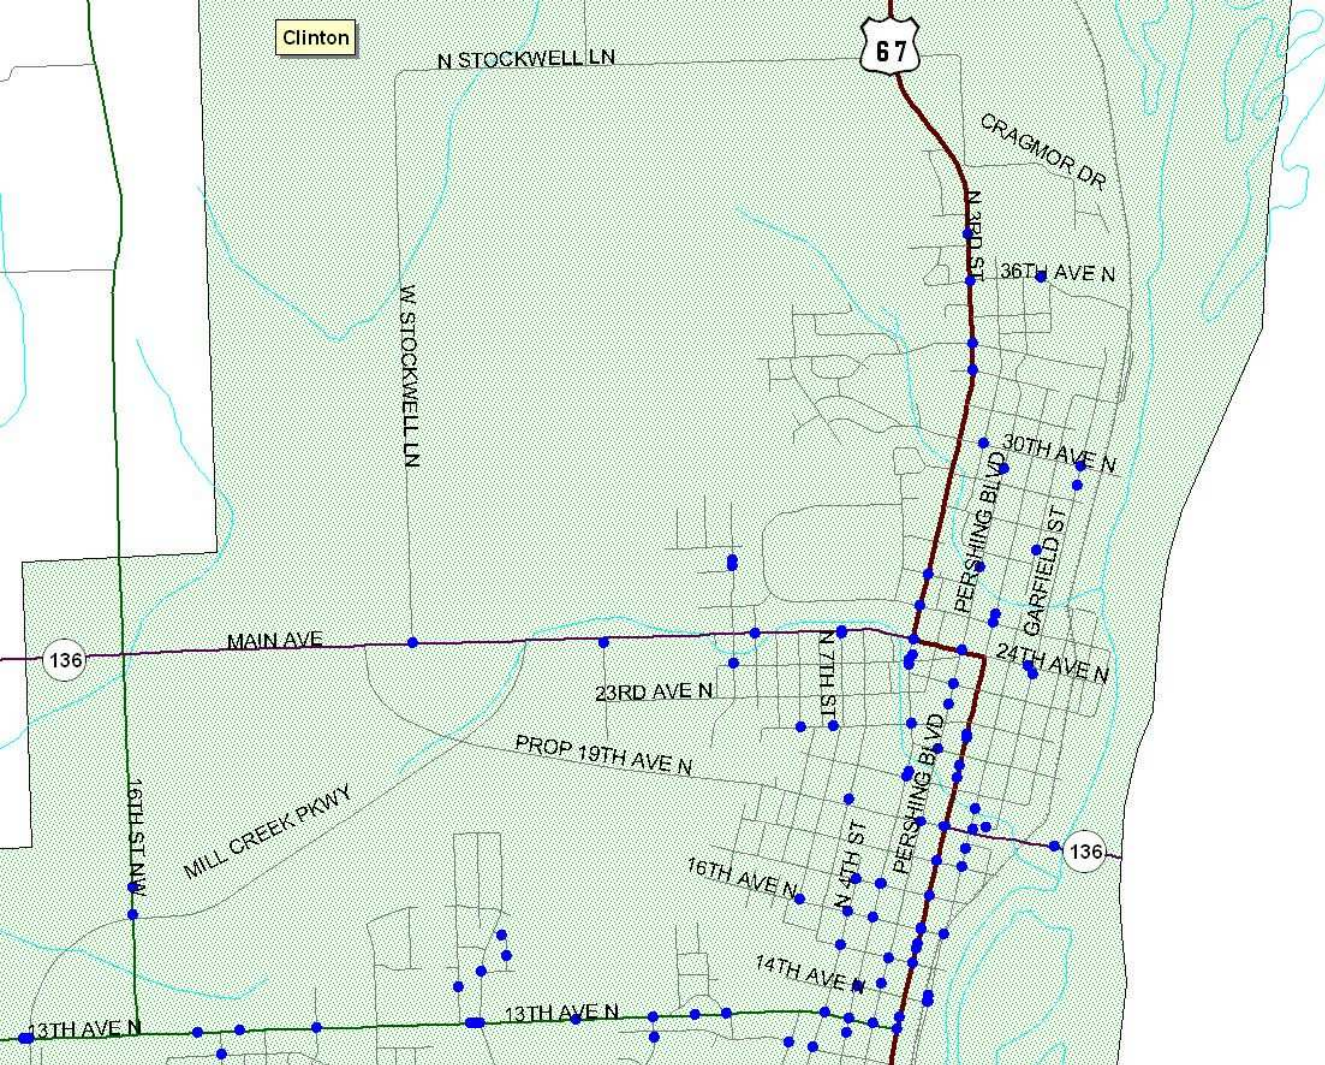 Clinton
N STOCKWELL LN
67
CRAGMOR DR
N 3RD ST
36TH AVE N
W STOCKWELL LN
30TH AVE N
PERSHING BLVD
GARFIELD ST
MAIN AVE
136
N 7TH ST
24TH AVE N
23RD AVE N
PROP 19TH AVE N
PERSHING BLVD
16TH ST NW
MILL CREEK PKWY
N 4TH ST
136
16TH AVE N
14TH AVE N
13TH AVE N
13TH AVE N